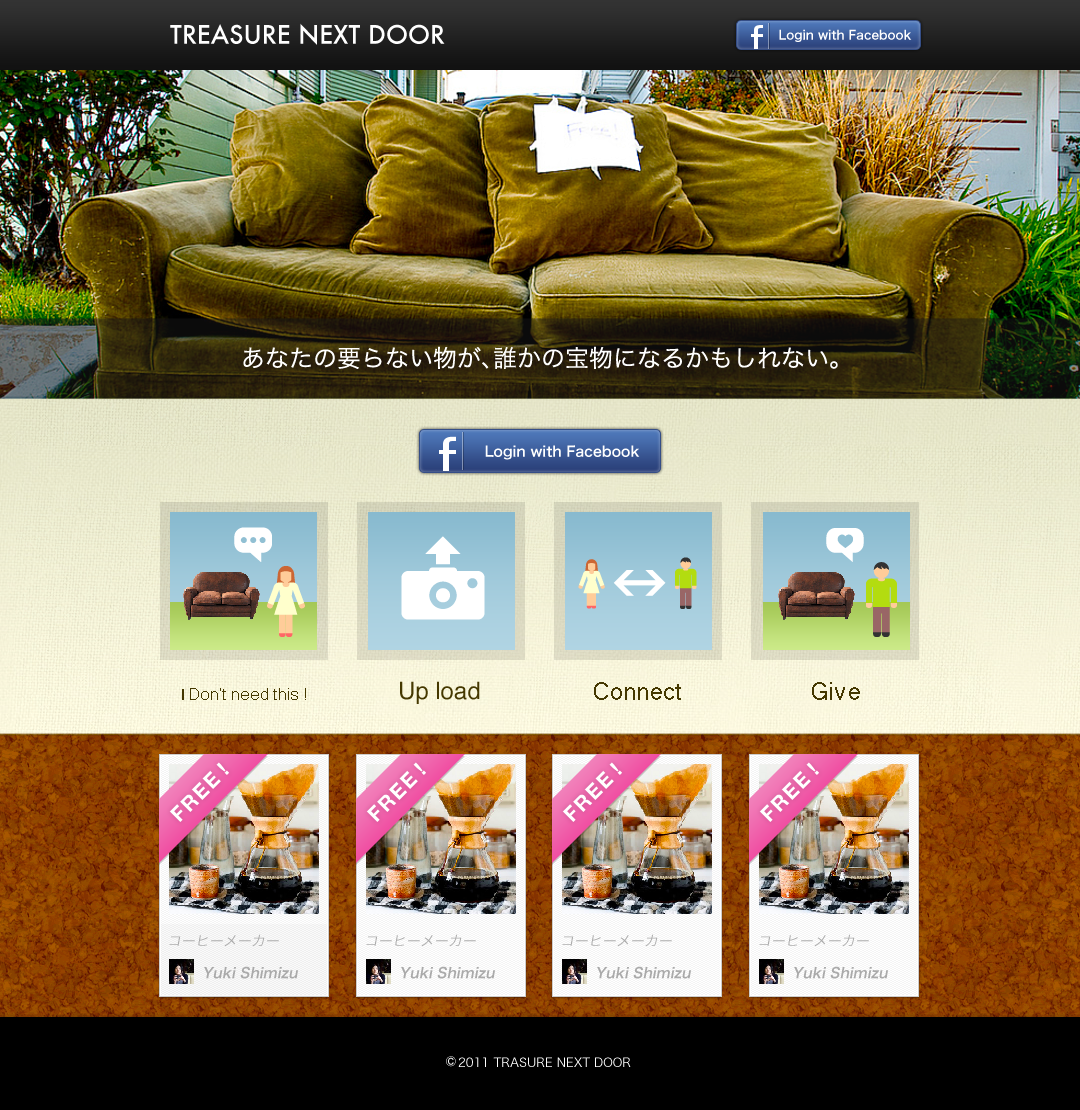 TREASURE NEXT DOOR
f Login with Facebook
Free!
あなたの要らない物が、誰かの宝物になるかもしれない。
f Login with Facebook
I Don't need this !
Up load
Connect
Give
FREE!
FREE!
FREE!
FREE!
コーヒーメーカー
コーヒーメーカー
コーヒーメーカー
コーヒーメーカー
Yuki Shimizu
Yuki Shimizu
Yuki Shimizu
Yuki Shimizu
© 2011 TRASURE NEXT DOOR